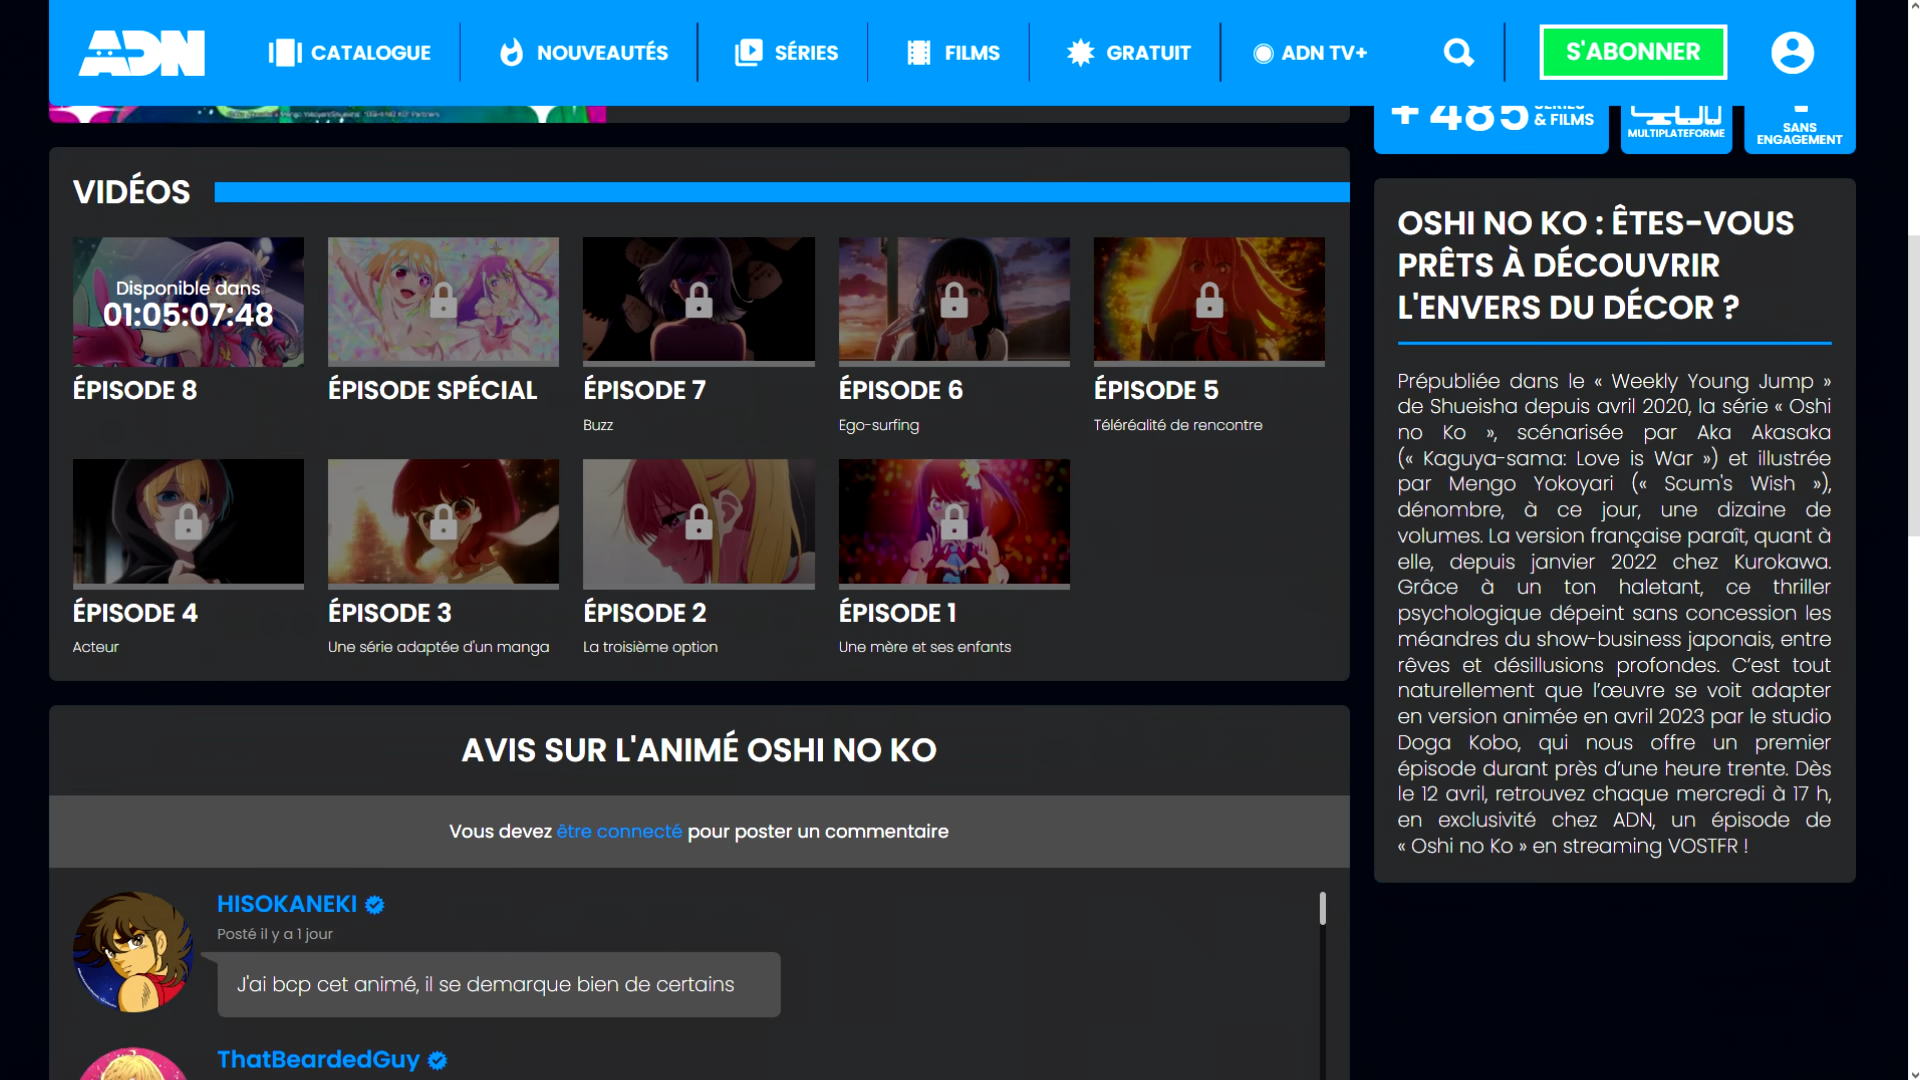 ADN
CATALOGUE
NOUVEAUTÉS
SÉRIES
FILMS
GRATUIT
ADN TV+
S'ABONNER
+ 485
& FILMS
MULTIPLATEFORME
SANS
ENGAGEMENT
VIDÉOS
Disponible dans
01:05:07:48
ÉPISODE 8
ÉPISODE SPÉCIAL
ÉPISODE 7
Buzz
ÉPISODE 6
Ego-surfing
ÉPISODE 5
Téléréalité de rencontre
ÉPISODE 4
Acteur
ÉPISODE 3
Une série adaptée d'un manga
ÉPISODE 2
La troisième option
ÉPISODE 1
Une mère et ses enfants
AVIS SUR L'ANIMÉ OSHI NO KO
Vous devez être connecté pour poster un commentaire
HISOKANEKI
Posté il y a 1 jour
J'ai bcp cet animé, il se demarque bien de certains
ThatBeardedGuy
OSHI NO KO : ÊTES-VOUS
PRÊTS À DÉCOUVRIR
L'ENVERS DU DÉCOR ?
Prépubliée dans le « Weekly Young Jump »
de Shueisha depuis avril 2020, la série « Oshi
no Ko », scénarisée par Aka Akasaka
(« Kaguya-sama: Love is War ») et illustrée
par Mengo Yokoyari (« Scum's Wish »),
dénombre, à ce jour, une dizaine de
volumes. La version française paraît, quant à
elle, depuis janvier 2022 chez Kurokawa.
Grâce à un ton haletant, ce thriller
psychologique dépeint sans concession les
méandres du show-business japonais, entre
rêves et désillusions profondes. C’est tout
naturellement que l’œuvre se voit adapter
en version animée en avril 2023 par le studio
Doga Kobo, qui nous offre un premier
épisode durant près d’une heure trente. Dès
le 12 avril, retrouvez chaque mercredi à 17 h,
en exclusivité chez ADN, un épisode de
« Oshi no Ko » en streaming VOSTFR !